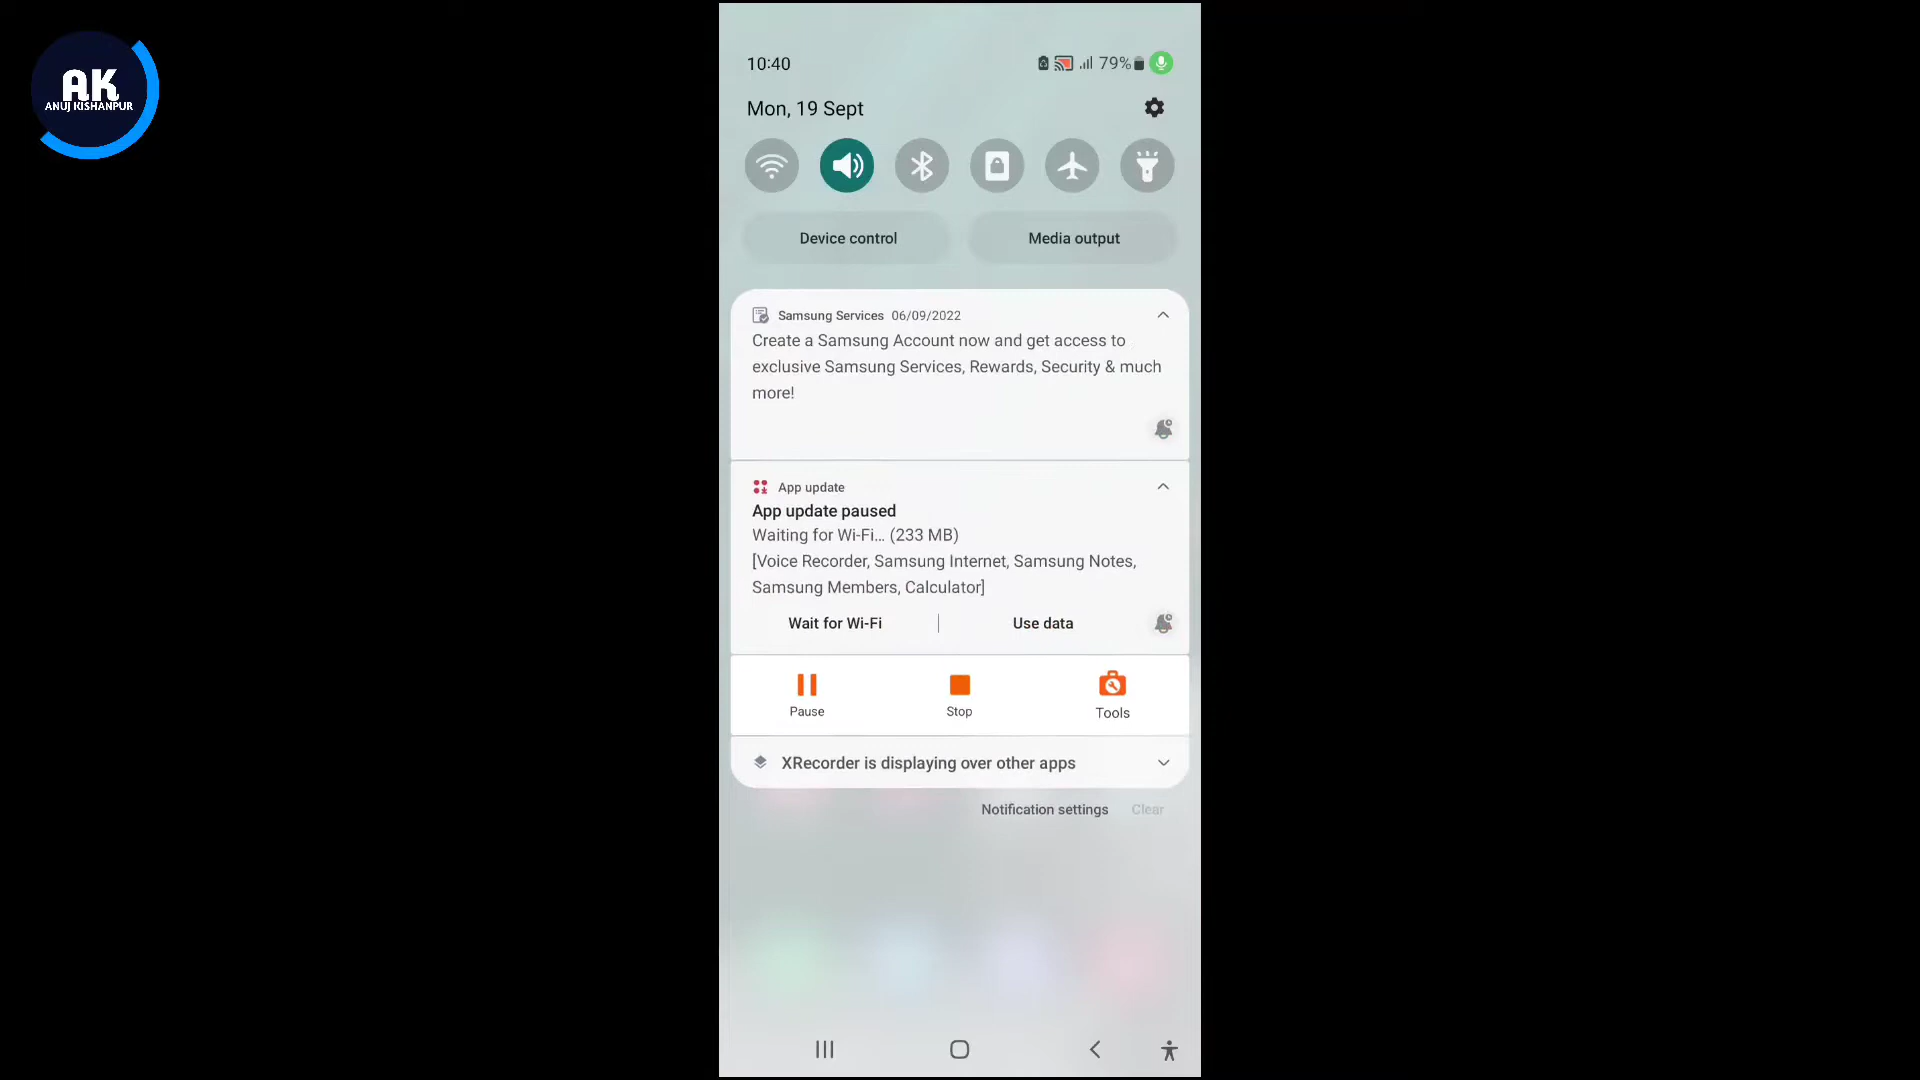 AK
ANUJ KISHANPUR
10:40
79%
Mon, 19 Sept
Device control
Media output
Samsung Services 06/09/2022
Create a Samsung Account now and get access to
exclusive Samsung Services, Rewards, Security & much
more!
App update
App update paused
Waiting for Wi-Fi... (233 MB)
[Voice Recorder, Samsung Internet, Samsung Notes,
Samsung Members, Calculator]
Wait for Wi-Fi
Use data
Pause
Stop
Tools
XRecorder is displaying over other apps
Notification settings
Clear